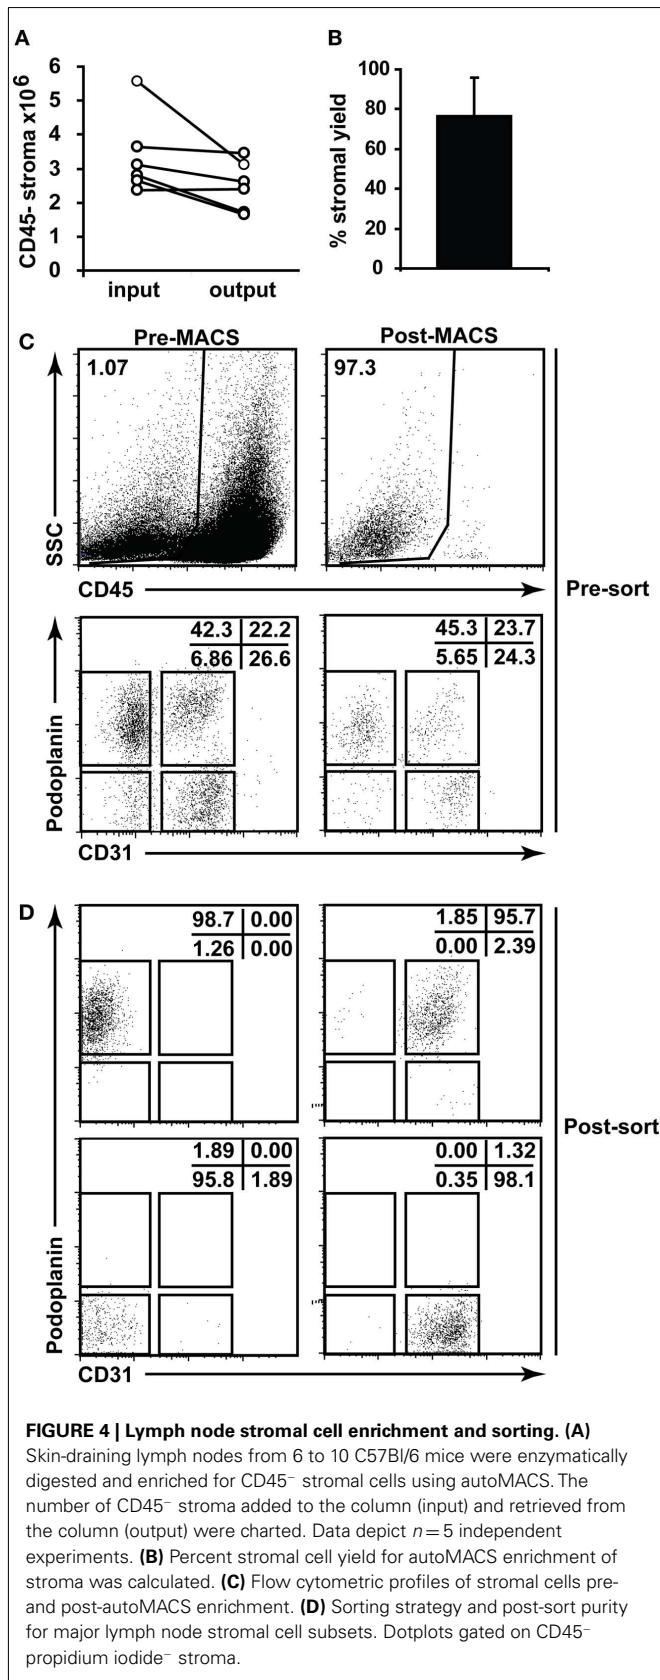 A
B
CD45- stroma x10⁶
6
5
4
3
2
1
0
input output
% stromal yield
100
80
60
40
20
0
C
Pre-MACS Post-MACS
1.07
97.3
SSC
CD45
Pre-sort
42.3 22.2
6.86 26.6
45.3 23.7
5.65 24.3
Podoplanin
CD31
D
98.7 0.00
1.26 0.00
1.85 95.7
0.00 2.39
Post-sort
1.89 0.00
95.8 1.89
0.00 1.32
0.35 98.1
Podoplanin
CD31
FIGURE 4 | Lymph node stromal cell enrichment and sorting. (A)
Skin-draining lymph nodes from 6 to 10 C57Bl/6 mice were enzymatically
digested and enriched for CD45⁻ stromal cells using autoMACS. The
number of CD45⁻ stroma added to the column (input) and retrieved from
the column (output) were charted. Data depict n = 5 independent
experiments. (B) Percent stromal cell yield for autoMACS enrichment of
stroma was calculated. (C) Flow cytometric profiles of stromal cells pre-
and post-autoMACS enrichment. (D) Sorting strategy and post-sort purity
for major lymph node stromal cell subsets. Dotplots gated on CD45⁻
propidium iodide⁻ stroma.